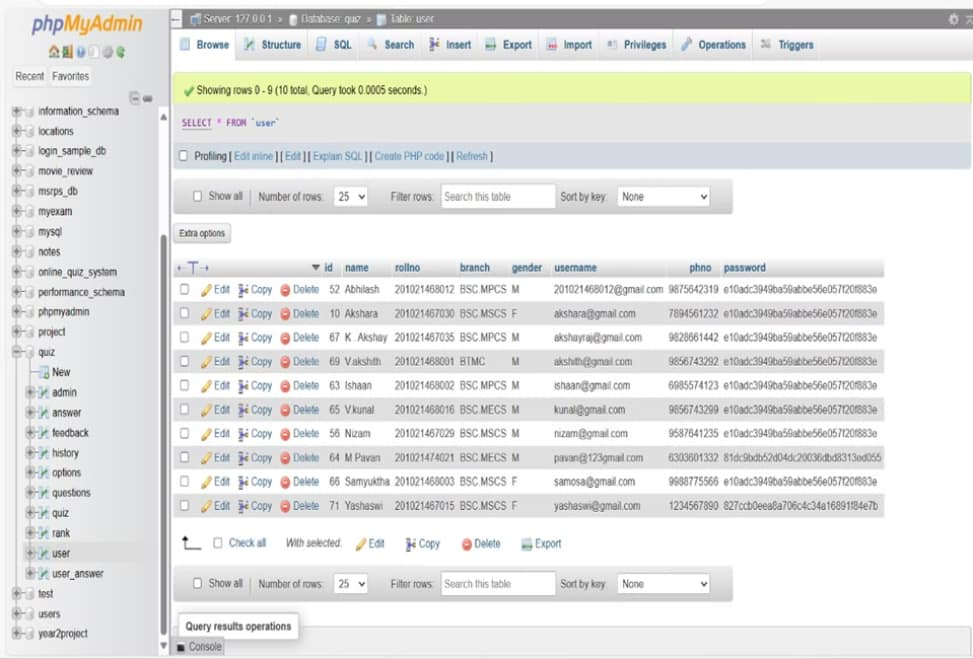 phpMyAdmin
Recent Favorites
information_schema
locations
login_sample_db
movie_review
msrps_db
myexam
mysql
notes
online_quiz_system
performance_schema
phpmyadmin
project
quiz
New
admin
answer
feedback
history
options
questions
quiz
rank
user
user_answer
test
users
year2project
Server: 127.0.0.1 » Database: quiz » Table: user
Browse Structure SQL Search Insert Export Import Privileges Operations Triggers
Showing rows 0 - 9 (10 total, Query took 0.0005 seconds.)
SELECT * FROM `user`
Profiling [ Edit inline ] [ Edit ] [ Explain SQL ] [ Create PHP code ] [ Refresh ]
Show all Number of rows: 25 Filter rows: Search this table Sort by key: None
Extra options
←T→ id name rollno branch gender username phno password
Edit Copy Delete 52 Abhilash 201021468012 BSC.MPCS M 201021468012@gmail.com 9875642319 e10adc3949ba59abbe56e057f20f883e
Edit Copy Delete 10 Akshara 201021467030 BSC.MSCS F akshara@gmail.com 7894561232 e10adc3949ba59abbe56e057f20f883e
Edit Copy Delete 67 K. Akshay 201021467035 BSC.MPCS M akshayraj@gmail.com 9828661442 e10adc3949ba59abbe56e057f20f883e
Edit Copy Delete 69 V.akshith 201021468001 BTMC M akshith@gmail.com 9856743292 e10adc3949ba59abbe56e057f20f883e
Edit Copy Delete 63 Ishaan 201021468002 BSC.MPCS M ishaan@gmail.com 6985574123 e10adc3949ba59abbe56e057f20f883e
Edit Copy Delete 65 V.kunal 201021468016 BSC.MECS M kunal@gmail.com 9856743299 e10adc3949ba59abbe56e057f20f883e
Edit Copy Delete 56 Nizam 201021467029 BSC.MSCS M nizam@gmail.com 9587641235 e10adc3949ba59abbe56e057f20f883e
Edit Copy Delete 64 M.Pavan 201021474021 BSC.MECS M pavan@123gmail.com 6303601332 81dc9bdb52d04dc20036dbd8313ed055
Edit Copy Delete 66 Samyuktha 201021468003 BSC.MSCS F samosa@gmail.com 9988775566 e10adc3949ba59abbe56e057f20f883e
Edit Copy Delete 71 Yashaswi 201021467015 BSC.MSCS F yashaswi@gmail.com 1234567890 827ccb0eea8a706c4c34a16891f84e7b
Check all With selected: Edit Copy Delete Export
Show all Number of rows: 25 Filter rows: Search this table Sort by key: None
Query results operations
Console